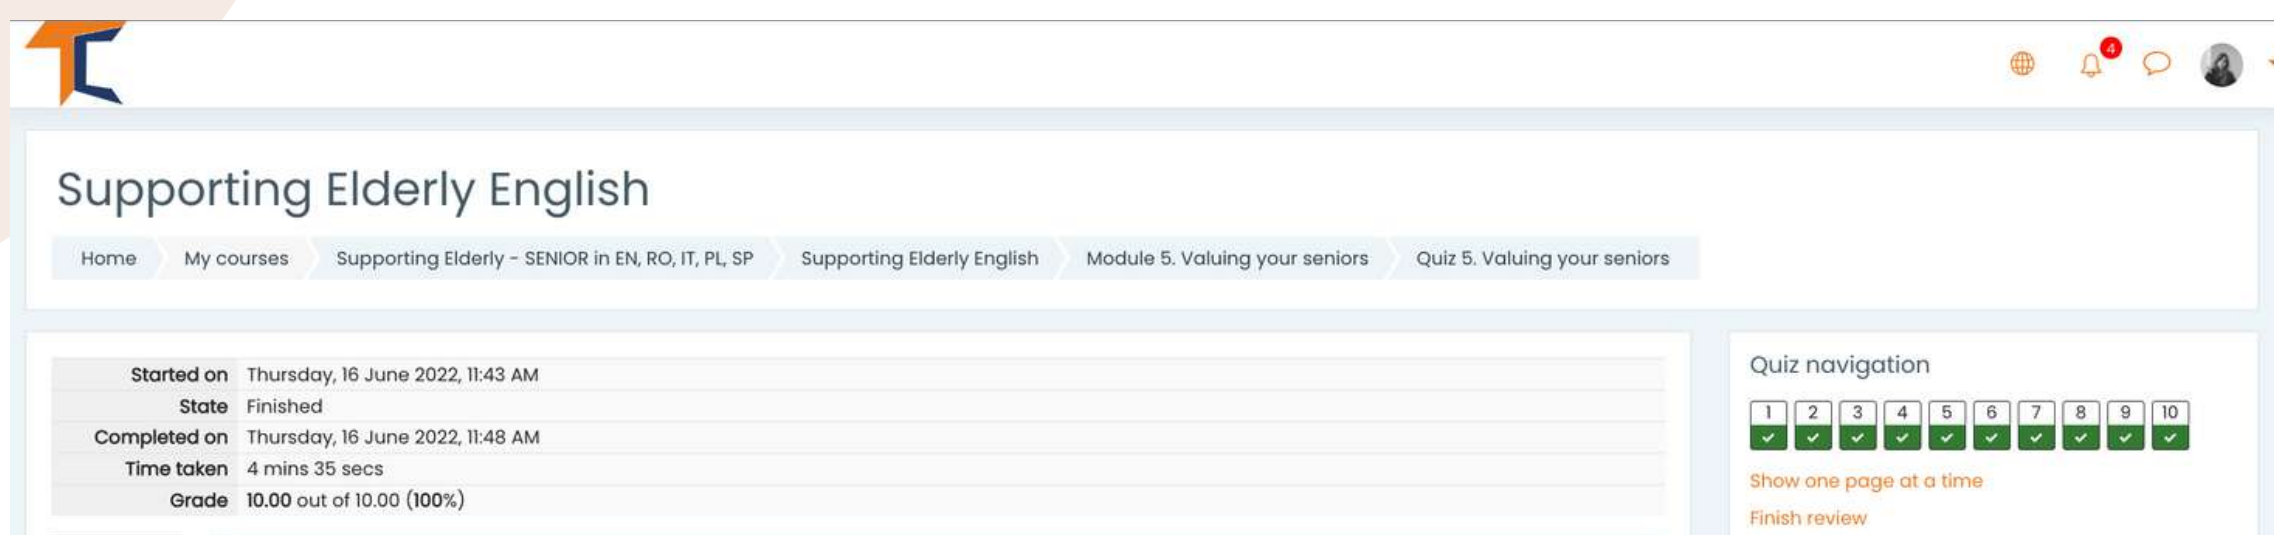 TC
4
Supporting Elderly English
Home My courses Supporting Elderly - SENIOR in EN, RO, IT, PL, SP Supporting Elderly English Module 5. Valuing your seniors Quiz 5. Valuing your seniors
Started on Thursday, 16 June 2022, 11:43 AM
State Finished
Completed on Thursday, 16 June 2022, 11:48 AM
Time taken 4 mins 35 secs
Grade 10.00 out of 10.00 (100%)
Quiz navigation
1 2 3 4 5 6 7 8 9 10
Show one page at a time
Finish review